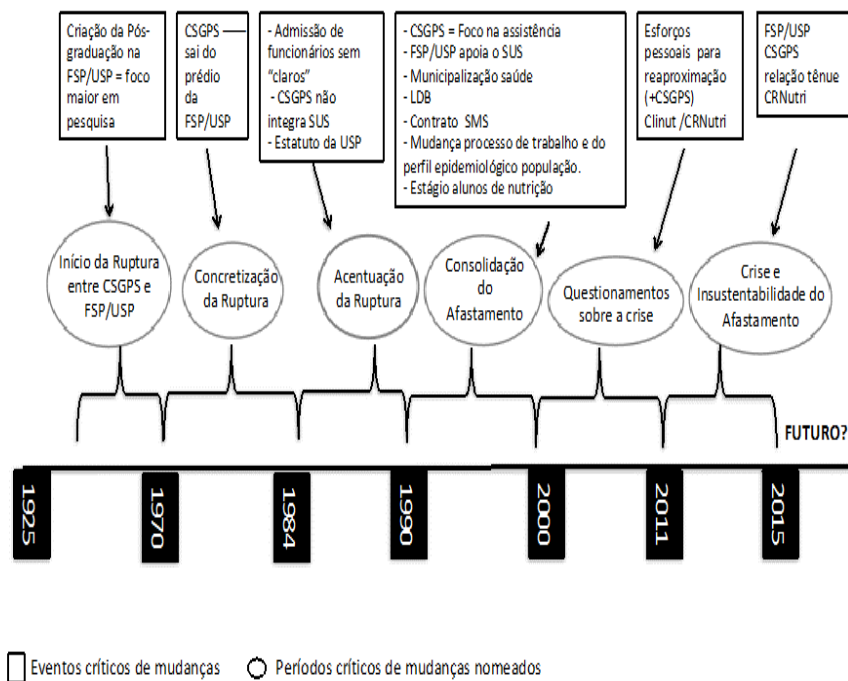 Criação da Pós-
graduação na
FSP/USP = foco
maior em
pesquisa
CSGPS
sai do
prédio
da
FSP/USP
- Admissão de
funcionários sem
“claros”
- CSGPS não
integra SUS
- Estatuto da USP
- CSGPS = Foco na assistência
- FSP/USP apoia o SUS
- Municipalização saúde
- LDB
- Contrato SMS
- Mudança processo de trabalho e do
perfil epidemiológico população.
- Estágio alunos de nutrição
Esforços
pessoais para
reaproximação
(+CSGPS)
Clinut /CRNutri
FSP/USP
CSGPS
relação tênue
CRNutri
Início da Ruptura
entre CSGPS e
FSP/USP
Concretização
da Ruptura
Acentuação
da Ruptura
Consolidação
do
Afastamento
Questionamentos
sobre a crise
Crise e
Insustentabilidade do
Afastamento
FUTURO?
1925
1970
1984
1990
2000
2011
2015
Eventos críticos de mudanças
Períodos críticos de mudanças nomeados